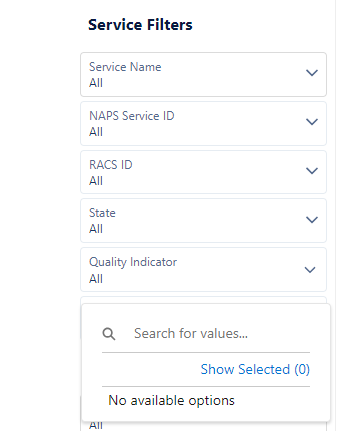 Service Filters
Service Name
All
NAPS Service ID
All
RACS ID
All
State
All
Quality Indicator
All
Search for values...
Show Selected (0)
No available options
All